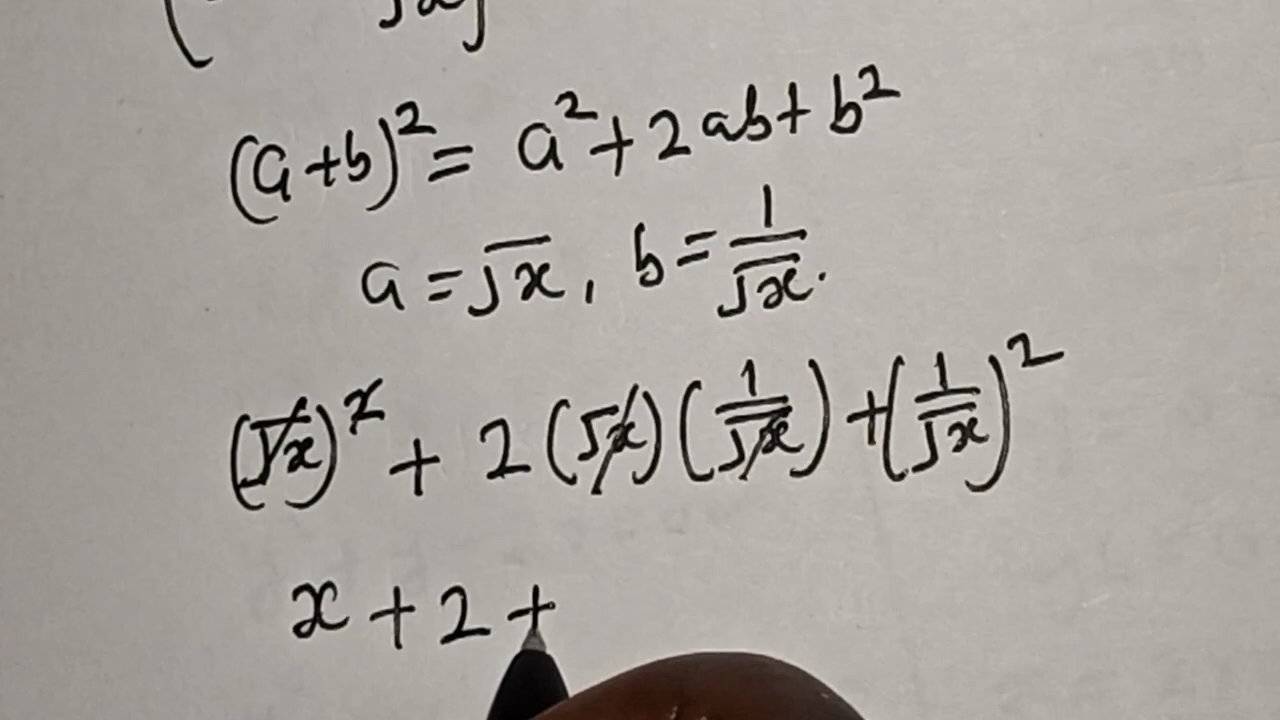 √x
(a+b)² = a² + 2ab + b²
a = √x, b = 1/√x.
(√x)² + 2(√x)(1/√x) + (1/√x)²
x + 2 +